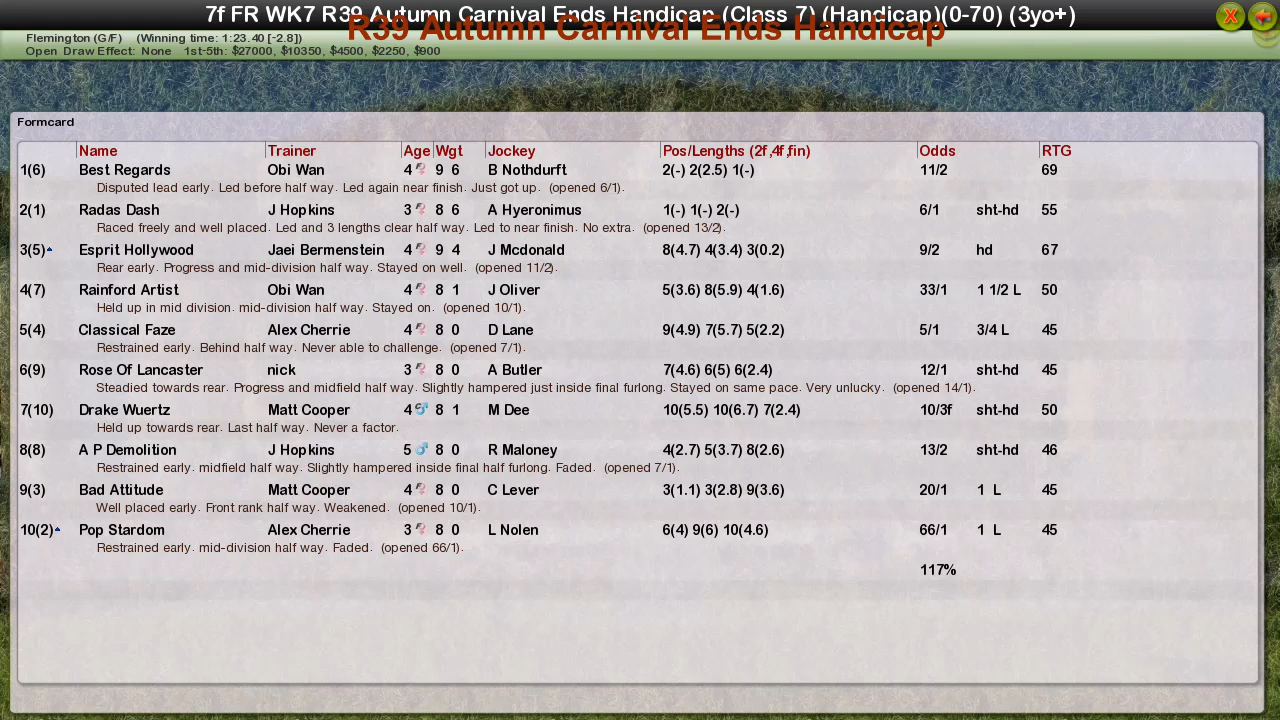 7f FR WK7 R39 Autumn Carnival Ends Handicap (Class 7) (Handicap)(0-70) (3yo+)
R39 Autumn Carnival Ends Handicap
Flemington (G/F) (Winning time: 1:23.40 [-2.8])
Open Draw Effect: None 1st-5th: $27000, $10350, $4500, $2250, $900
Formcard
Name Trainer Age Wgt Jockey Pos/Lengths (2f,4f,fin) Odds RTG
1(6) Best Regards Obi Wan 4 9 6 B Nothdurft 2(-) 2(2.5) 1(-) 11/2 69
Disputed lead early. Led before half way. Led again near finish. Just got up. (opened 6/1).
2(1) Radas Dash J Hopkins 3 8 6 A Hyeronimus 1(-) 1(-) 2(-) 6/1 sht-hd 55
Raced freely and well placed. Led and 3 lengths clear half way. Led to near finish. No extra. (opened 13/2).
3(5) Esprit Hollywood Jaei Bermenstein 4 9 4 J Mcdonald 8(4.7) 4(3.4) 3(0.2) 9/2 hd 67
Rear early. Progress and mid-division half way. Stayed on well. (opened 11/2).
4(7) Rainford Artist Obi Wan 4 8 1 J Oliver 5(3.6) 8(5.9) 4(1.6) 33/1 1 1/2 L 50
Held up in mid division. mid-division half way. Stayed on. (opened 10/1).
5(4) Classical Faze Alex Cherrie 4 8 0 D Lane 9(4.9) 7(5.7) 5(2.2) 5/1 3/4 L 45
Restrained early. Behind half way. Never able to challenge. (opened 7/1).
6(9) Rose Of Lancaster nick 3 8 0 A Butler 7(4.6) 6(5) 6(2.4) 12/1 sht-hd 45
Steadied towards rear. Progress and midfield half way. Slightly hampered just inside final furlong. Stayed on same pace. Very unlucky. (opened 14/1).
7(10) Drake Wuertz Matt Cooper 4 8 1 M Dee 10(5.5) 10(6.7) 7(2.4) 10/3f sht-hd 50
Held up towards rear. Last half way. Never a factor.
8(8) A P Demolition J Hopkins 5 8 0 R Maloney 4(2.7) 5(3.7) 8(2.6) 13/2 sht-hd 46
Restrained early. midfield half way. Slightly hampered inside final half furlong. Faded. (opened 7/1).
9(3) Bad Attitude Matt Cooper 4 8 0 C Lever 3(1.1) 3(2.8) 9(3.6) 20/1 1 L 45
Well placed early. Front rank half way. Weakened. (opened 10/1).
10(2) Pop Stardom Alex Cherrie 3 8 0 L Nolen 6(4) 9(6) 10(4.6) 66/1 1 L 45
Restrained early. mid-division half way. Faded. (opened 66/1).
117%